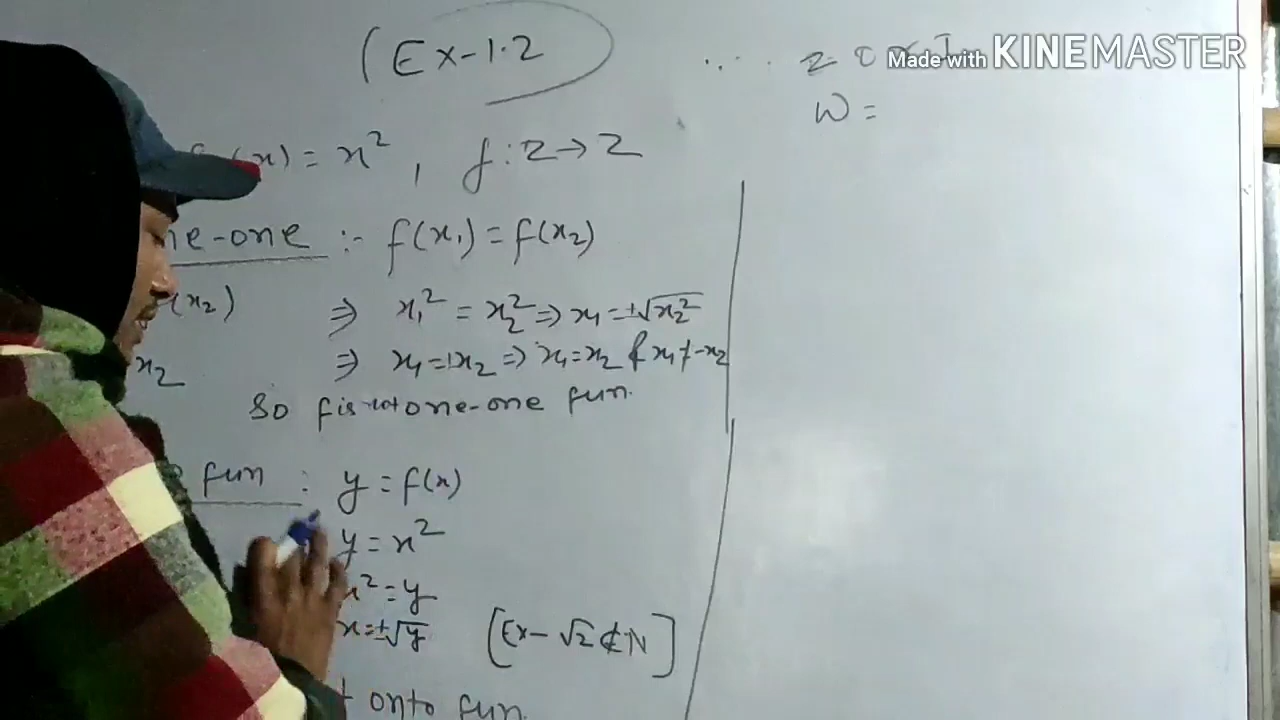 (Ex-1.2
.... Z or I
Made with KINEMASTER
W =
f(x) = x², f : Z → Z
one-one :- f(x₁) = f(x₂)
(x₂) ⇒ x₁² = x₂² ⇒ x₁ = ±√x₂²
x₂ ⇒ x₁ = ±x₂ ⇒ x₁ = x₂ & x₁ ≠ -x₂
So f is not one-one fun.
fun : y = f(x)
y = x²
x² = y
x = ±√y [Ex- √2 ∉ N]
onto fun